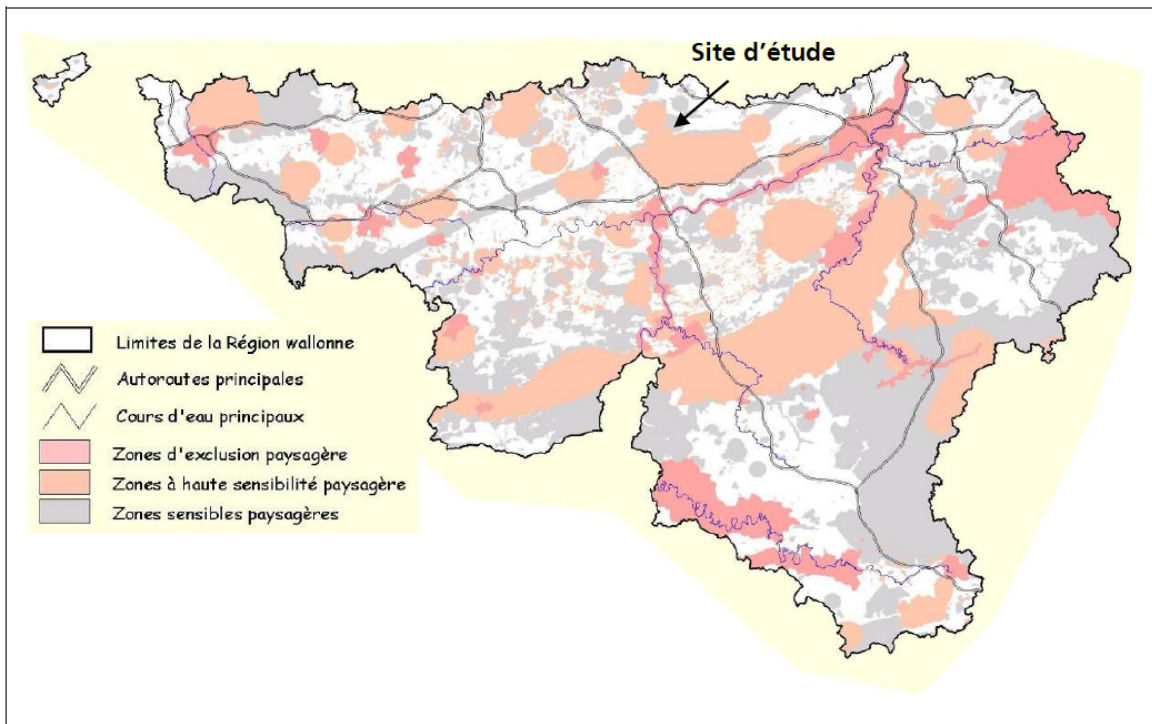 Site d'étude
Limites de la Région wallonne
Autoroutes principales
Cours d'eau principaux
Zones d'exclusion paysagère
Zones à haute sensibilité paysagère
Zones sensibles paysagères